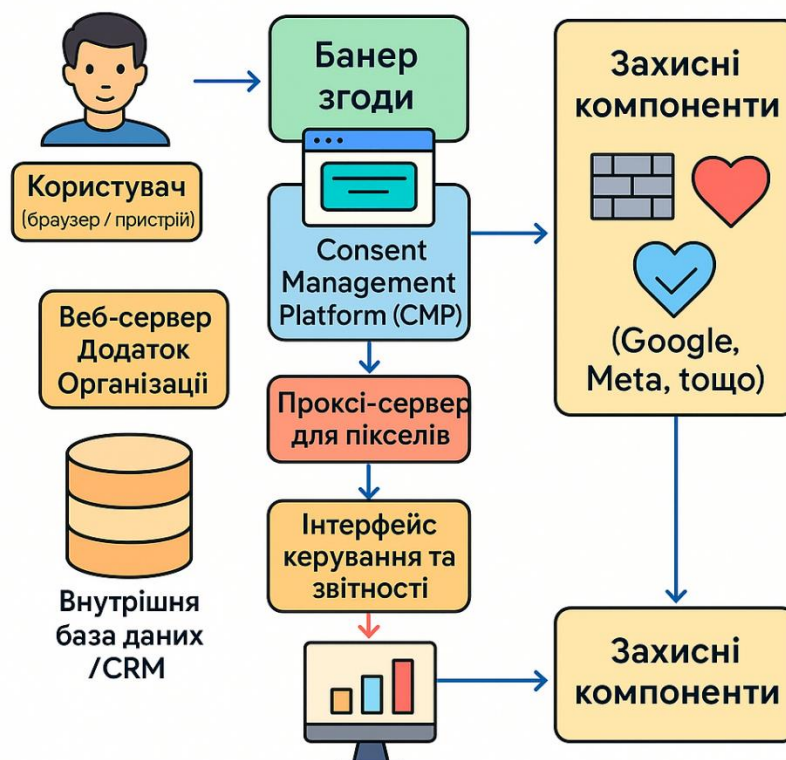 Користувач
(браузер / пристрій)
Веб-сервер
Додаток
Організації
Внутрішня
база даних
/CRM
Банер
згоди
Consent
Management
Platform (CMP)
Проксі-сервер
для пікселів
Інтерфейс
керування та
звітності
Захисні
компоненти
(Google,
Meta, тощо)
Захисні
компоненти